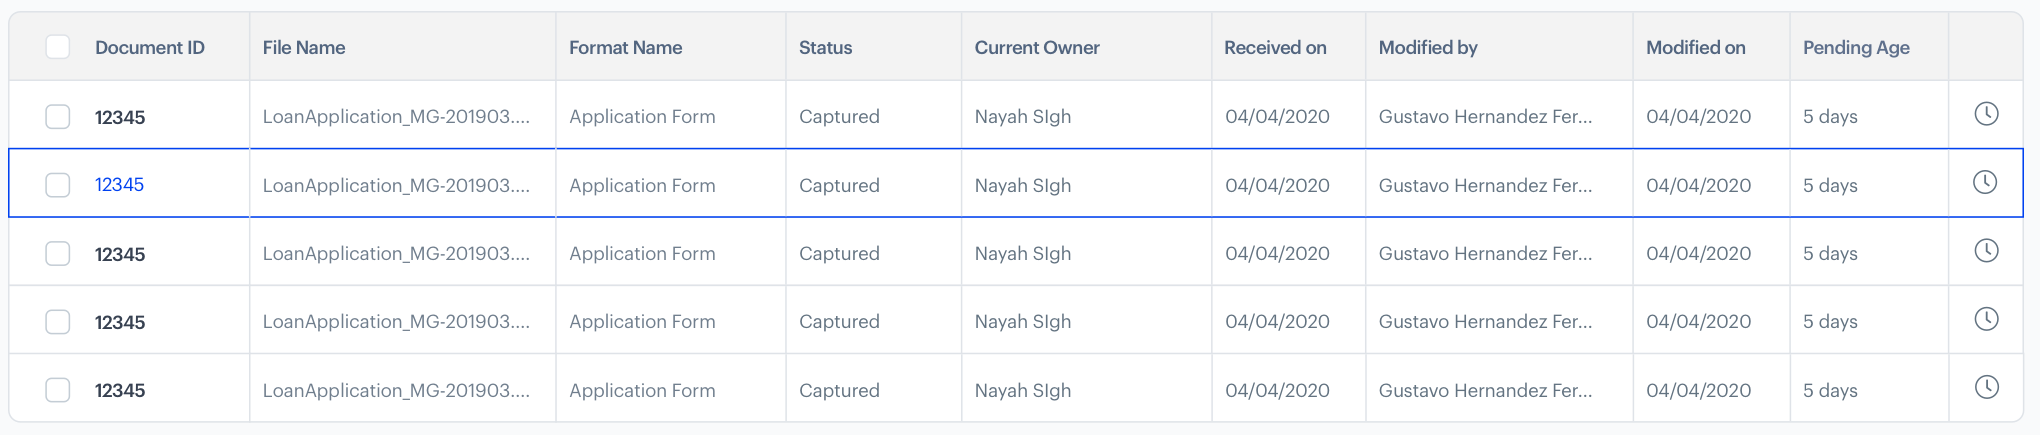 Document ID File Name Format Name Status Current Owner Received on Modified by Modified on Pending Age
12345 LoanApplication_MG-201903.... Application Form Captured Nayah SIgh 04/04/2020 Gustavo Hernandez Fer... 04/04/2020 5 days
12345 LoanApplication_MG-201903.... Application Form Captured Nayah SIgh 04/04/2020 Gustavo Hernandez Fer... 04/04/2020 5 days
12345 LoanApplication_MG-201903.... Application Form Captured Nayah SIgh 04/04/2020 Gustavo Hernandez Fer... 04/04/2020 5 days
12345 LoanApplication_MG-201903.... Application Form Captured Nayah SIgh 04/04/2020 Gustavo Hernandez Fer... 04/04/2020 5 days
12345 LoanApplication_MG-201903.... Application Form Captured Nayah SIgh 04/04/2020 Gustavo Hernandez Fer... 04/04/2020 5 days